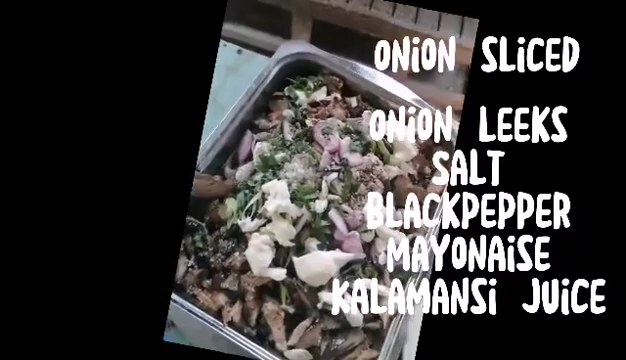 ONION SLICED
ONION LEEKS
SALT
BLACKPEPPER
MAYONAISE
KALAMANSI JUICE